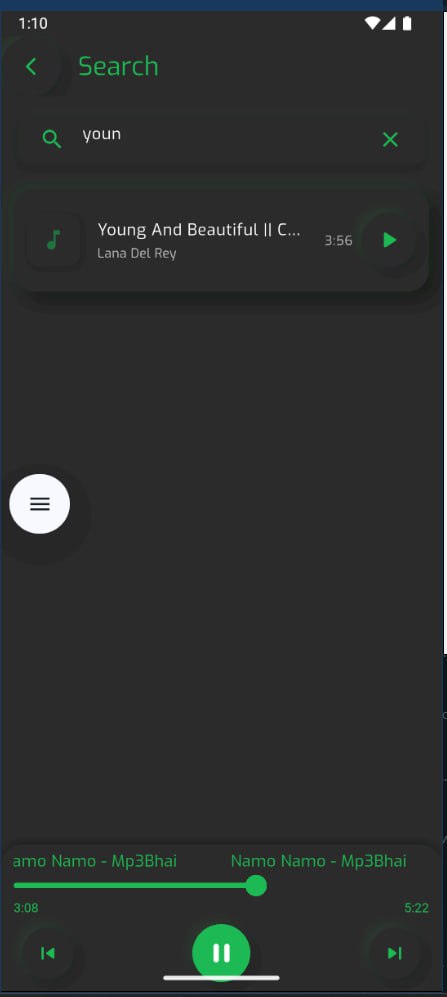 1:10
Search
youn
Young And Beautiful || C...
Lana Del Rey
3:56
amo Namo - Mp3Bhai Namo Namo - Mp3Bhai
3:08 5:22